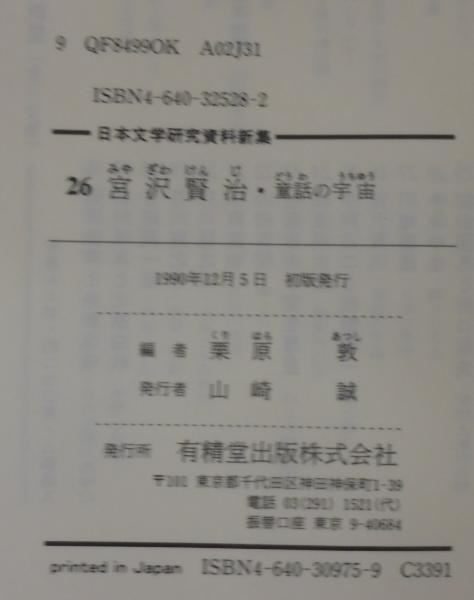 9 QF8499OK A02J31
ISBN4-640-32528-2
日本文学研究資料新集
みや ざわ けん じ どう わ うちゅう
26 宮沢賢治・童話の宇宙
1990年12月5日 初版発行
くり はら あつし
編者 栗原 敦
発行者 山崎 誠
発行所 有精堂出版株式会社
〒101 東京都千代田区神田神保町1-39
電話 03(291) 1521(代)
振替口座 東京 9-40684
printed in Japan ISBN4-640-30975-9 C3391